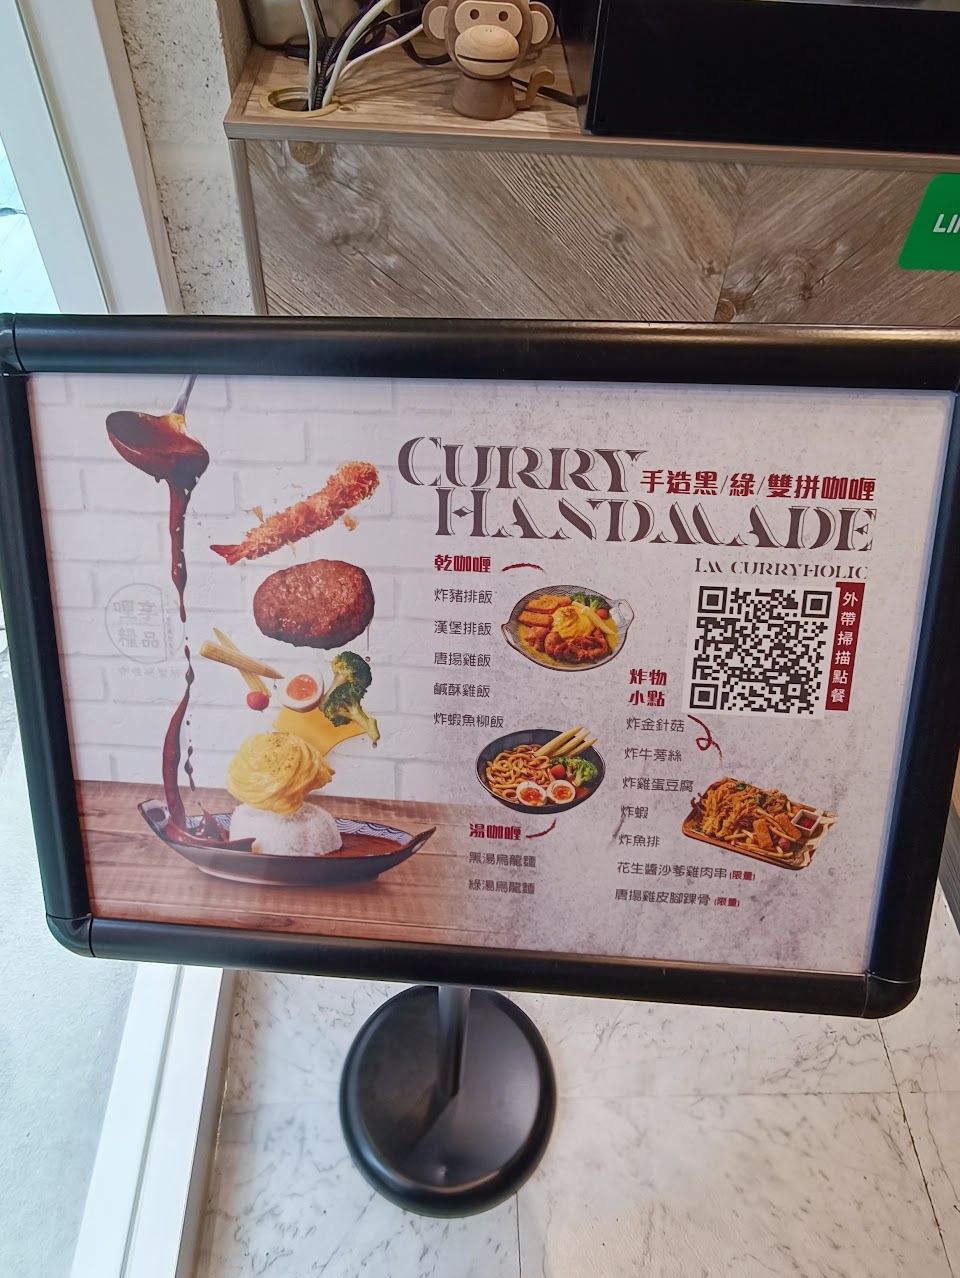 LI
CURRY
手造黑/綠/雙拼咖喱
HANDMADE
I.M CURRYHOLIC
乾咖喱
炸豬排飯
漢堡排飯
唐揚雞飯
鹹酥雞飯
炸蝦魚柳飯
湯咖喱
黑湯烏龍麵
綠湯烏龍麵
炸物
小點
炸金針菇
炸牛蒡絲
炸雞蛋豆腐
炸蝦
炸魚排
花生醬沙爹雞肉串(限量)
唐揚雞皮腳踝骨(限量)
外帶掃描點餐